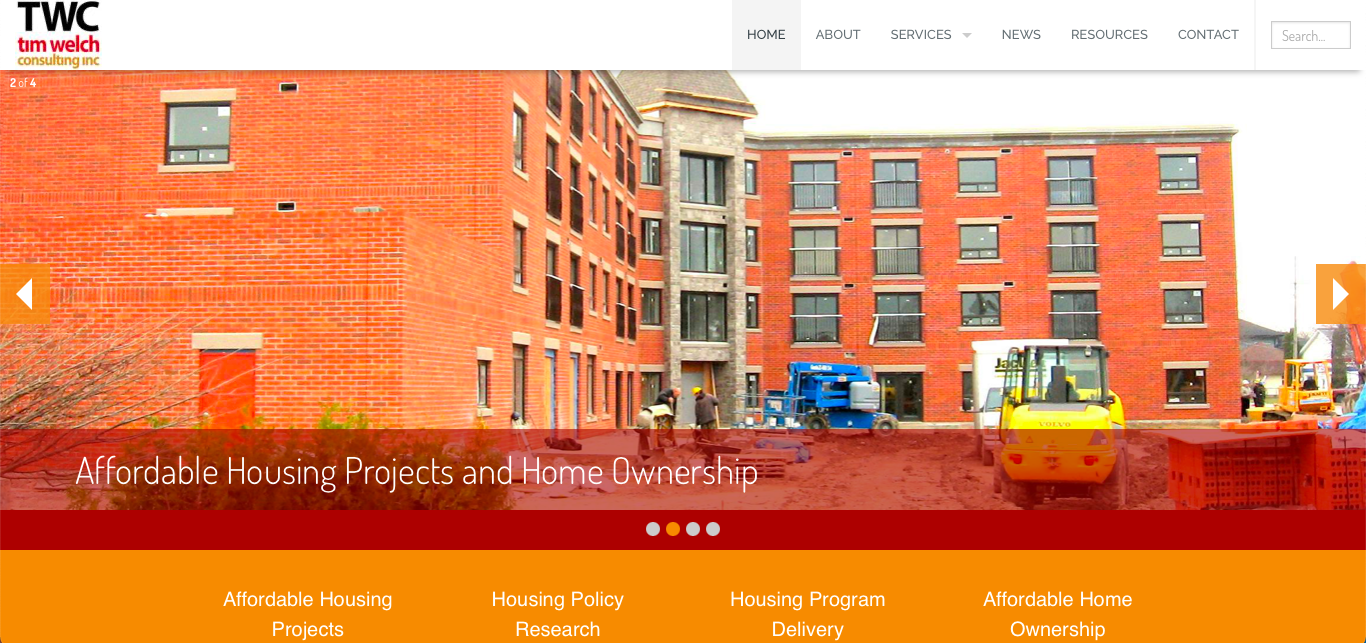 TWC
tim welch
consulting inc
HOME
ABOUT
SERVICES
NEWS
RESOURCES
CONTACT
Search...
2 of 4
VOLVO
Affordable Housing Projects and Home Ownership
Affordable Housing
Projects
Housing Policy
Research
Housing Program
Delivery
Affordable Home
Ownership